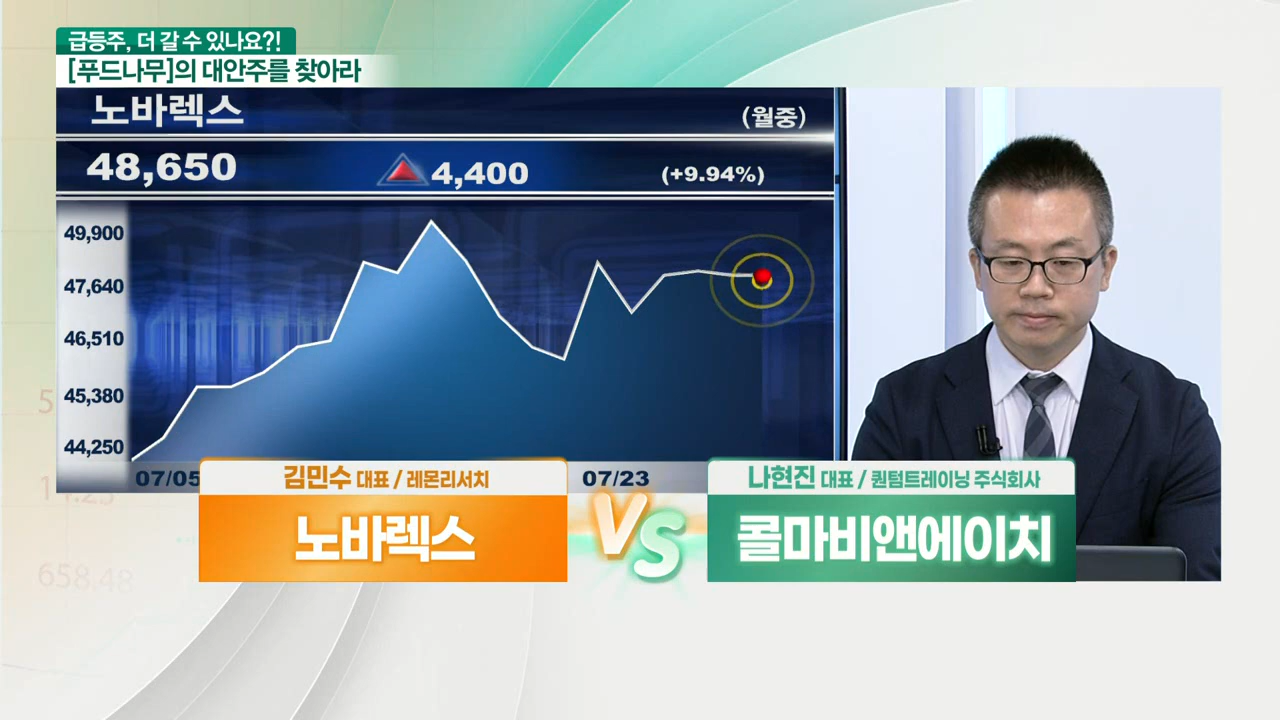 급등주, 더 갈 수 있나요?!
[푸드나무]의 대안주를 찾아라
노바렉스 (월중)
48,650 4,400 (+9.94%)
49,900
47,640
46,510
45,380
44,250
07/05 07/23
658.48
김민수 대표 / 레몬리서치
노바렉스
VS
나현진 대표 / 퀀텀트레이닝 주식회사
콜마비앤에이치